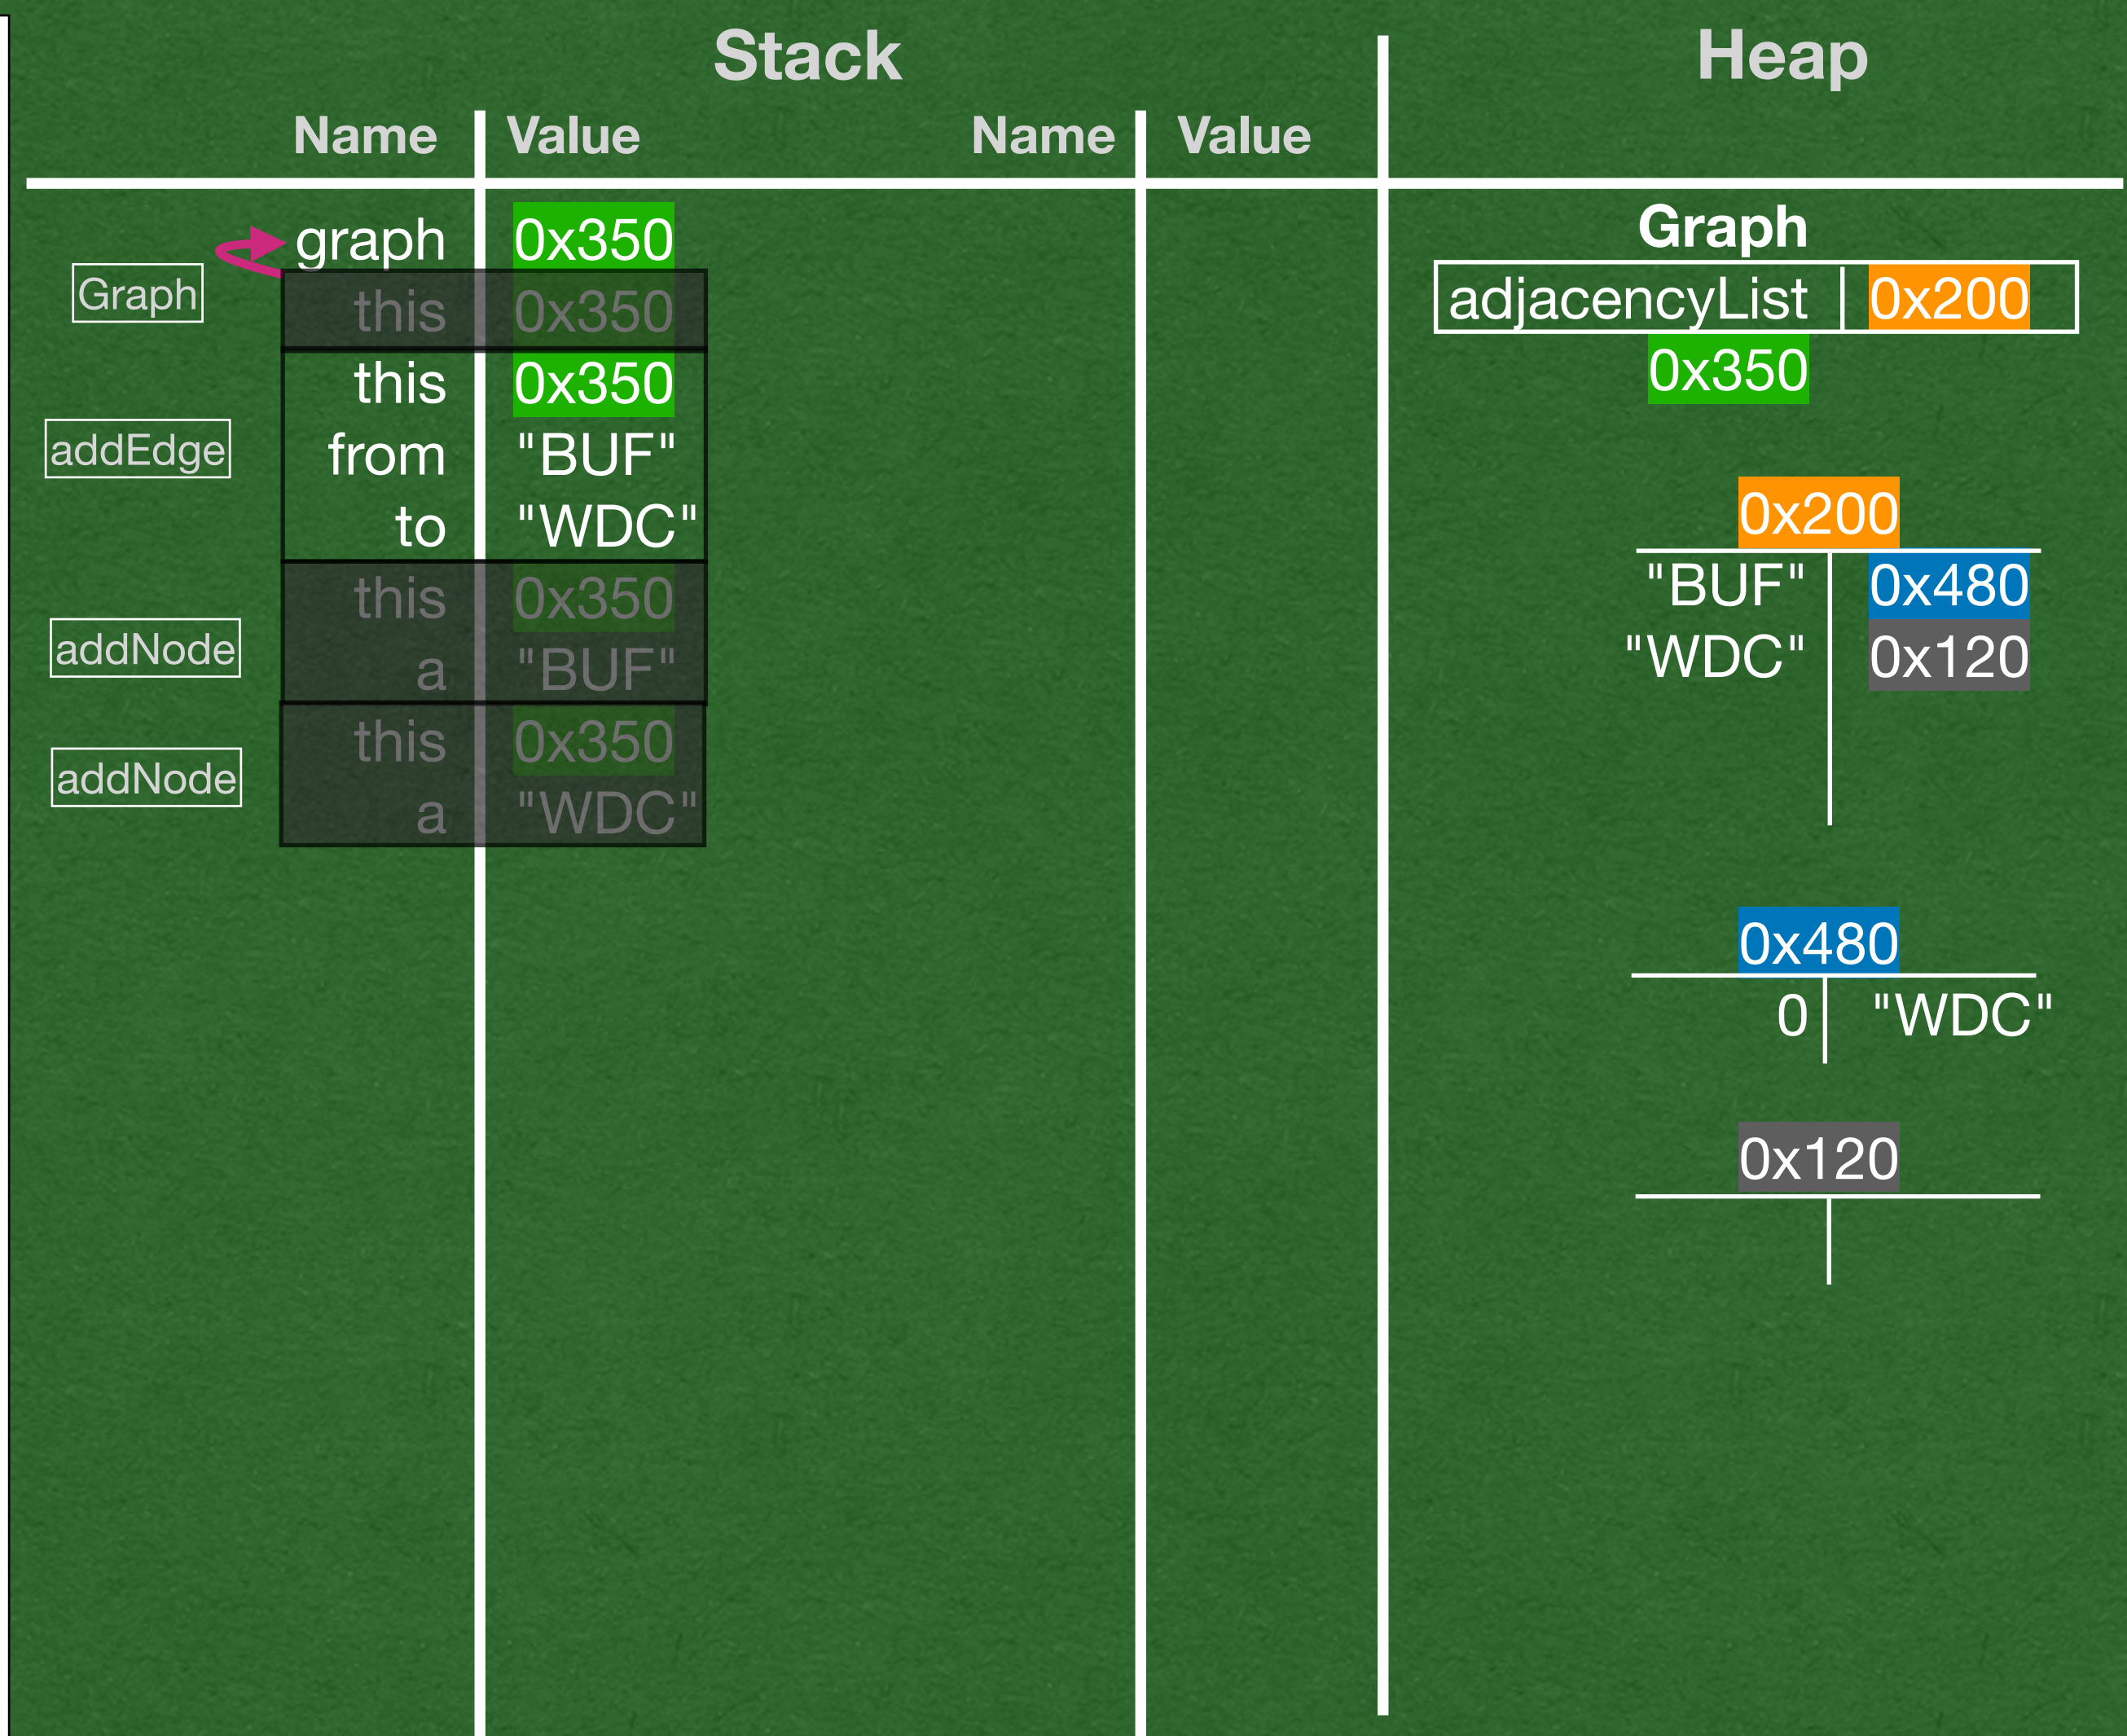 Stack
Heap
Name Value Name Value
graph 0x350
Graph
this 0x350
this 0x350
addEdge
from "BUF"
to "WDC"
this 0x350
addNode
a "BUF"
this 0x350
addNode
a "WDC"
Graph
adjacencyList 0x200
0x350
0x200
"BUF" 0x480
"WDC" 0x120
0x480
0 "WDC"
0x120